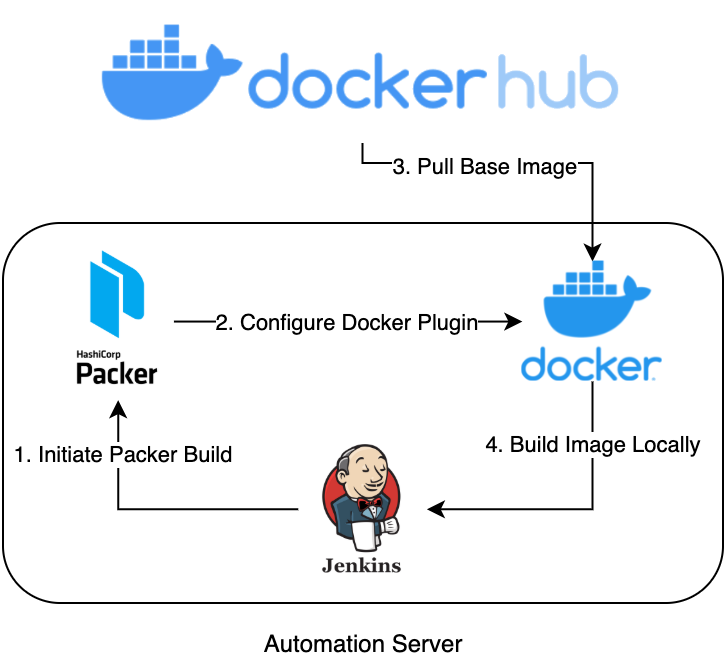 docker hub
3. Pull Base Image
2. Configure Docker Plugin
HashiCorp
Packer
docker
1. Initiate Packer Build
4. Build Image Locally
Jenkins
Automation Server